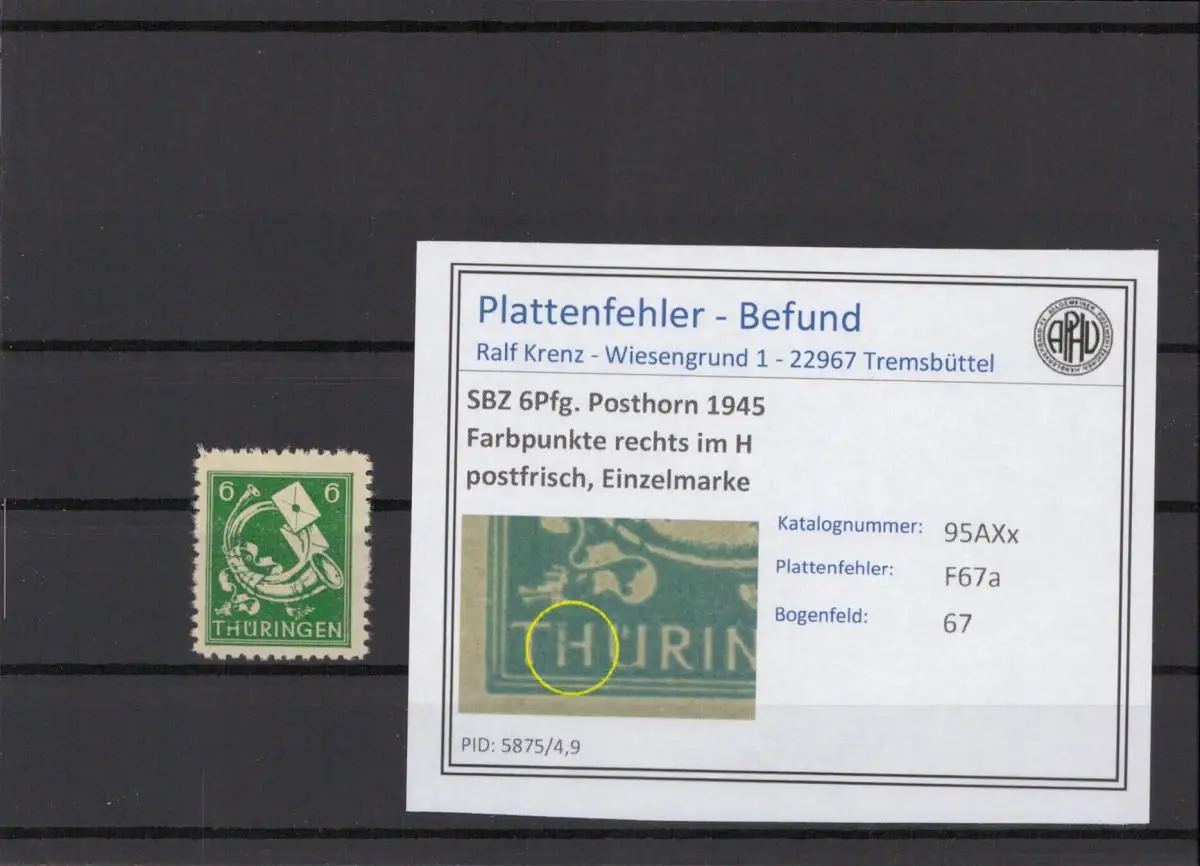 6 6
THÜRINGEN
Plattenfehler - Befund
Ralf Krenz - Wiesengrund 1 - 22967 Tremsbüttel
APHV
SBZ 6Pfg. Posthorn 1945
Farbpunkte rechts im H
postfrisch, Einzelmarke
THÜRIN
Katalognummer: 95AXx
Plattenfehler: F67a
Bogenfeld: 67
PID: 5875/4,9